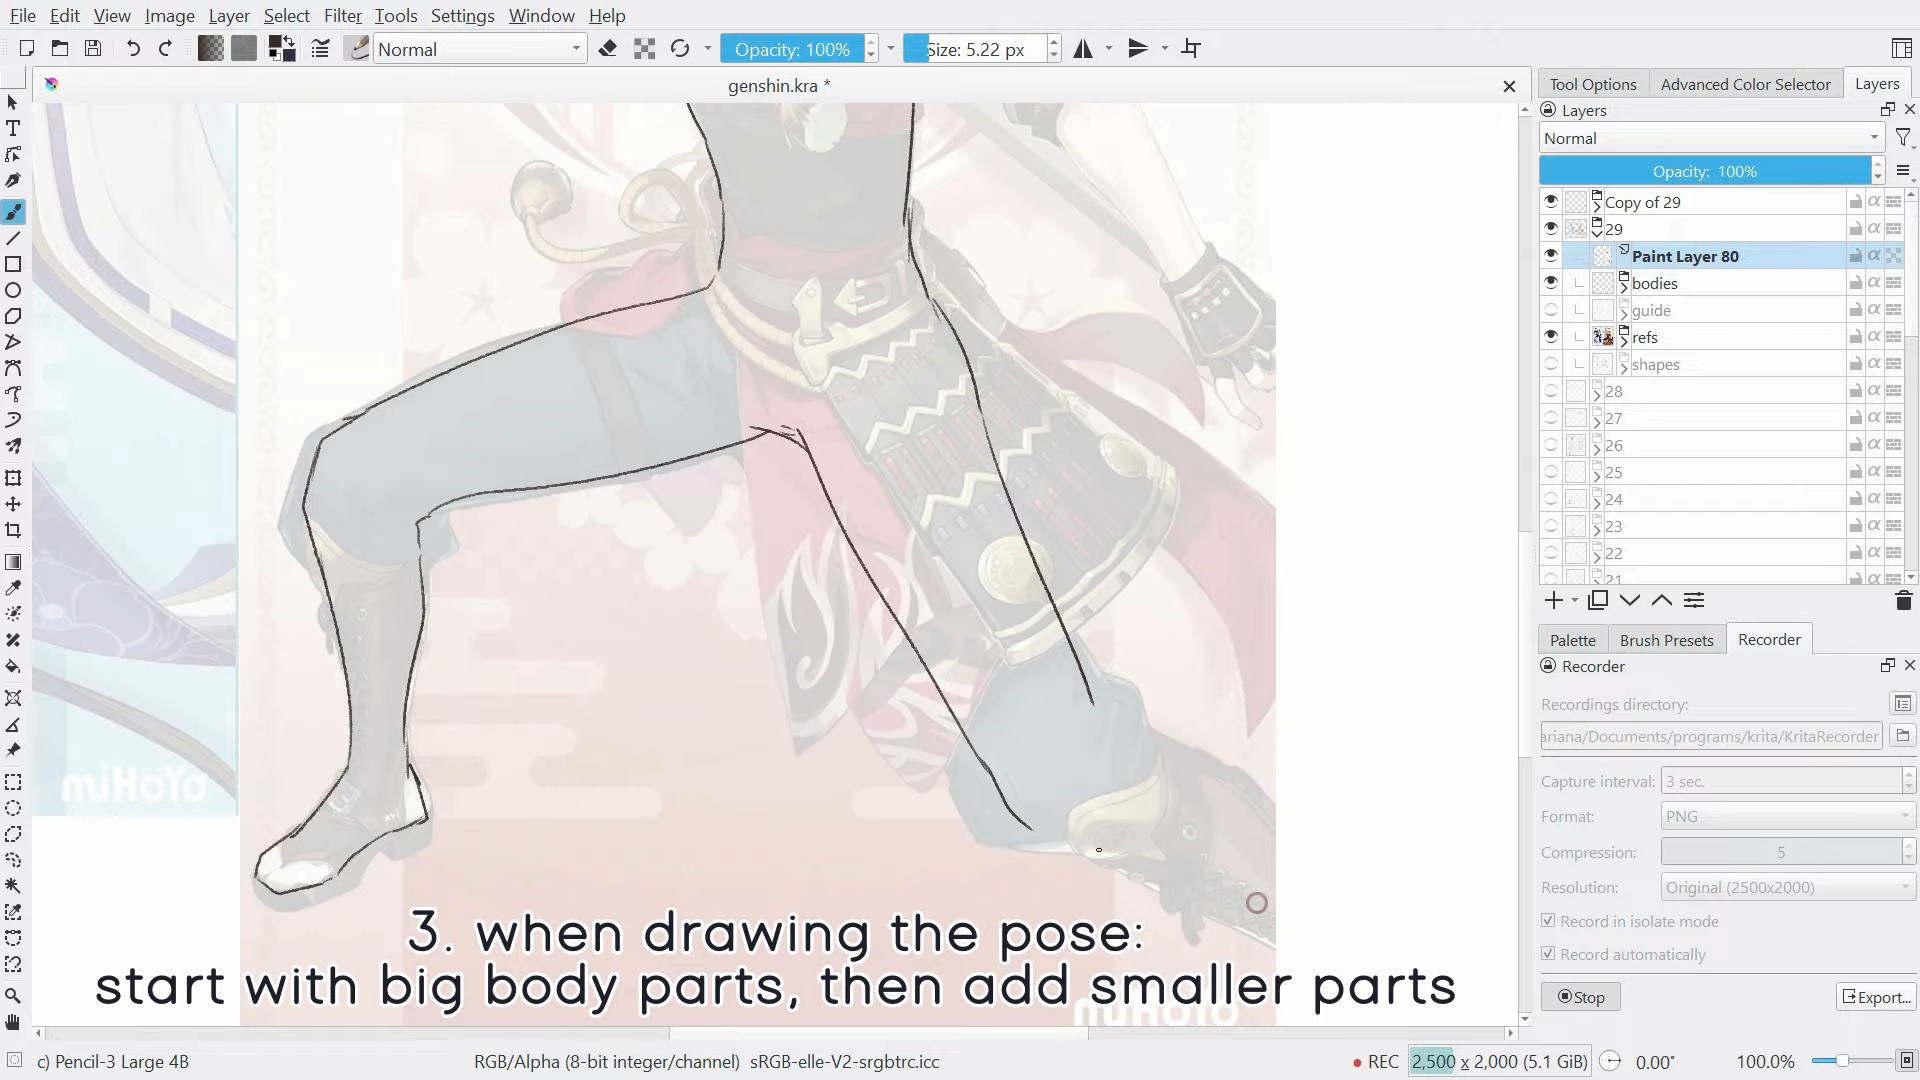 File Edit View Image Layer Select Filter Tools Settings Window Help
Normal Opacity: 100% Size: 5.22 px
genshin.kra *
Tool Options Advanced Color Selector Layers
Layers
Normal
Opacity: 100%
Copy of 29
29
Paint Layer 80
bodies
guide
refs
shapes
28
27
26
25
24
23
22
21
Palette Brush Presets Recorder
Recorder
Recordings directory:
ariana/Documents/programs/krita/KritaRecorder
Capture interval: 3 sec.
Format: PNG
Compression: 5
Resolution: Original (2500x2000)
Record in isolate mode
Record automatically
Stop Export...
miHoYo
3. when drawing the pose:
start with big body parts, then add smaller parts
miHoYo
c) Pencil-3 Large 4B RGB/Alpha (8-bit integer/channel) sRGB-elle-V2-srgbtrc.icc REC 2,500 x 2,000 (5.1 GiB) 0.00° 100.0%